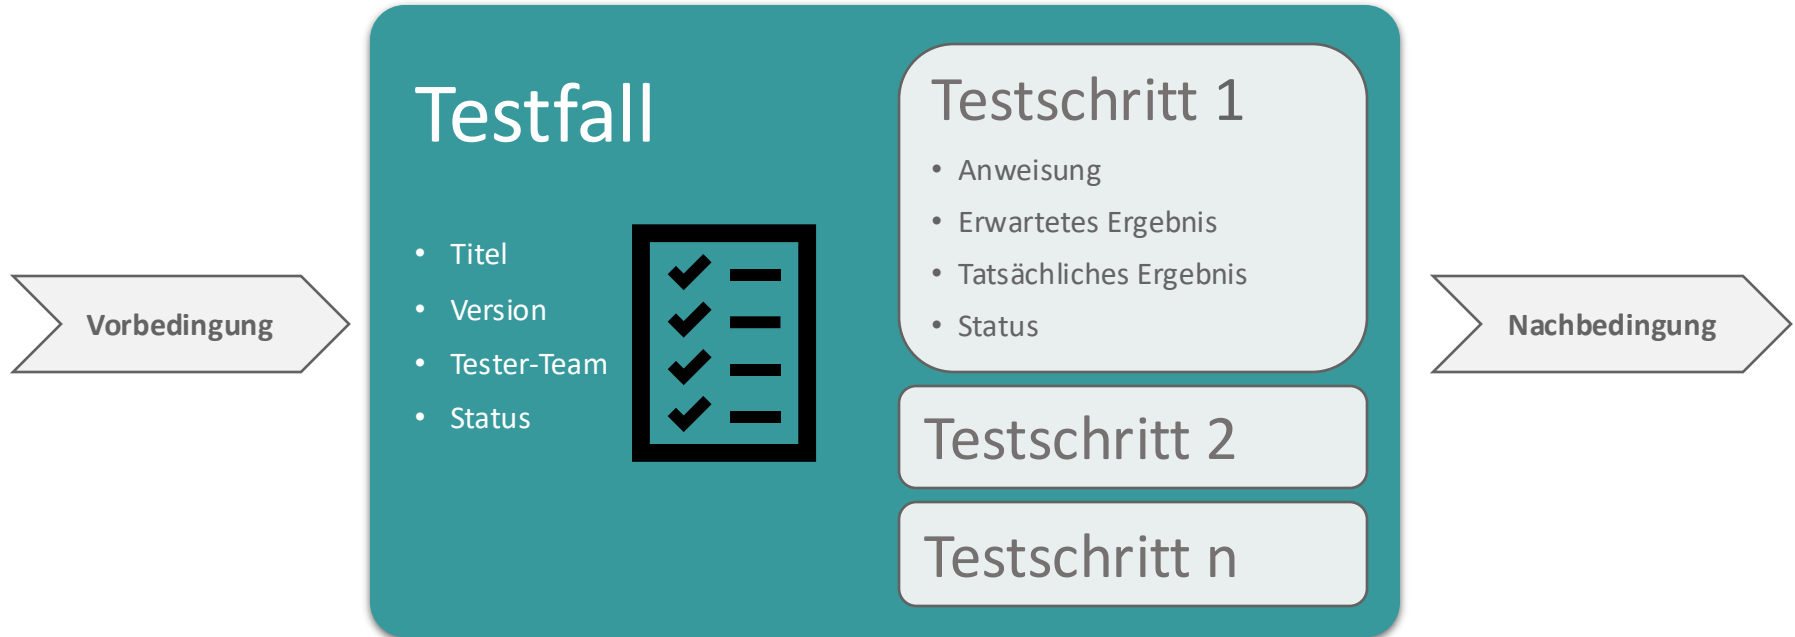 Vorbedingung
Testfall
• Titel
• Version
• Tester-Team
• Status
Testschritt 1
• Anweisung
• Erwartetes Ergebnis
• Tatsächliches Ergebnis
• Status
Testschritt 2
Testschritt n
Nachbedingung